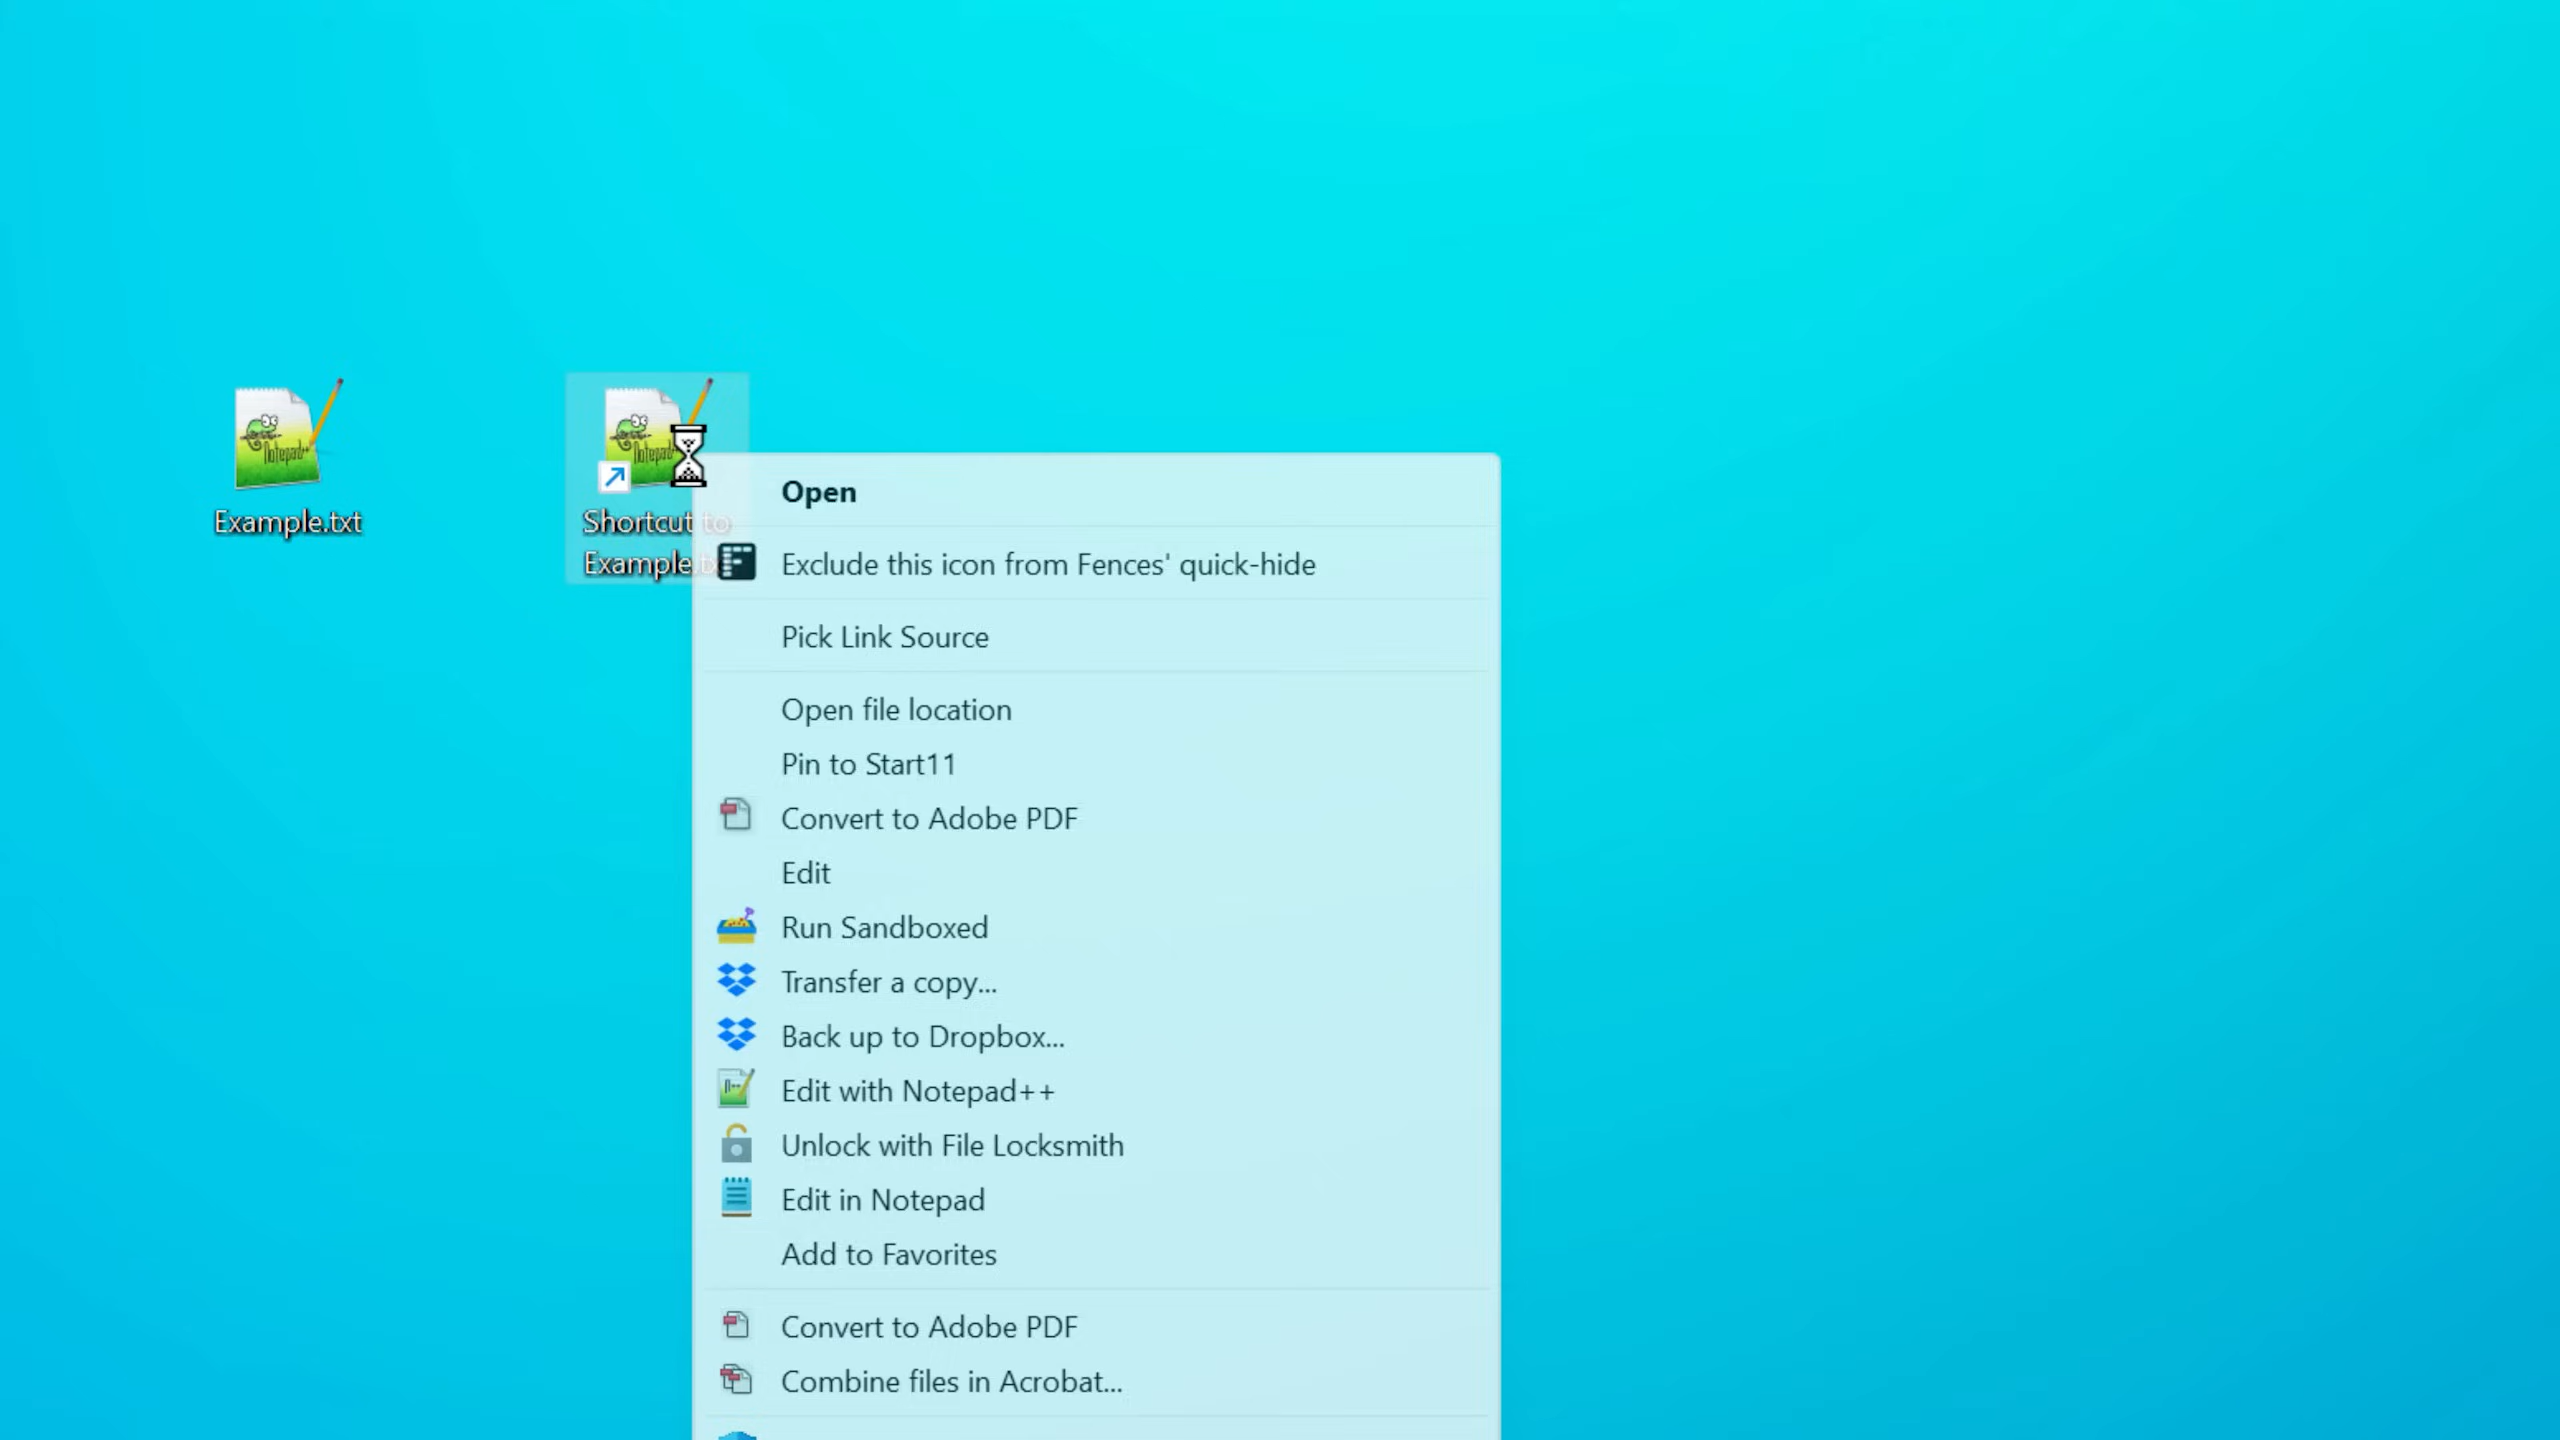 Example.txt
Shortcut to
Example.t
Open
Exclude this icon from Fences' quick-hide
Pick Link Source
Open file location
Pin to Start11
Convert to Adobe PDF
Edit
Run Sandboxed
Transfer a copy...
Back up to Dropbox...
Edit with Notepad++
Unlock with File Locksmith
Edit in Notepad
Add to Favorites
Convert to Adobe PDF
Combine files in Acrobat...